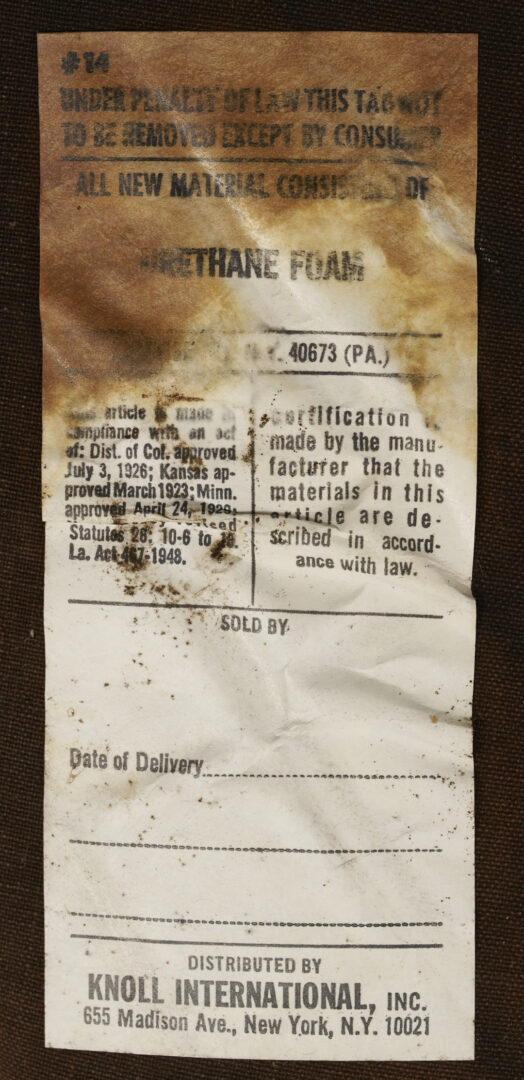 #14
UNDER PENALTY OF LAW THIS TAG NOT
TO BE REMOVED EXCEPT BY CONSUMER
ALL NEW MATERIAL CONSISTING OF
URETHANE FOAM
40673 (PA.)
This article is made in
compliance with an act
of: Dist. of Col. approved
July 3, 1926; Kansas ap-
proved March 1923; Minn.
approved April 24, 1929;
Statutes 26: 10-6 to
La. Act 467-1948.
certification
made by the manu-
facturer that the
materials in this
article are de-
scribed in accord-
ance with law.
SOLD BY
Date of Delivery
DISTRIBUTED BY
KNOLL INTERNATIONAL, INC.
655 Madison Ave., New York, N.Y. 10021